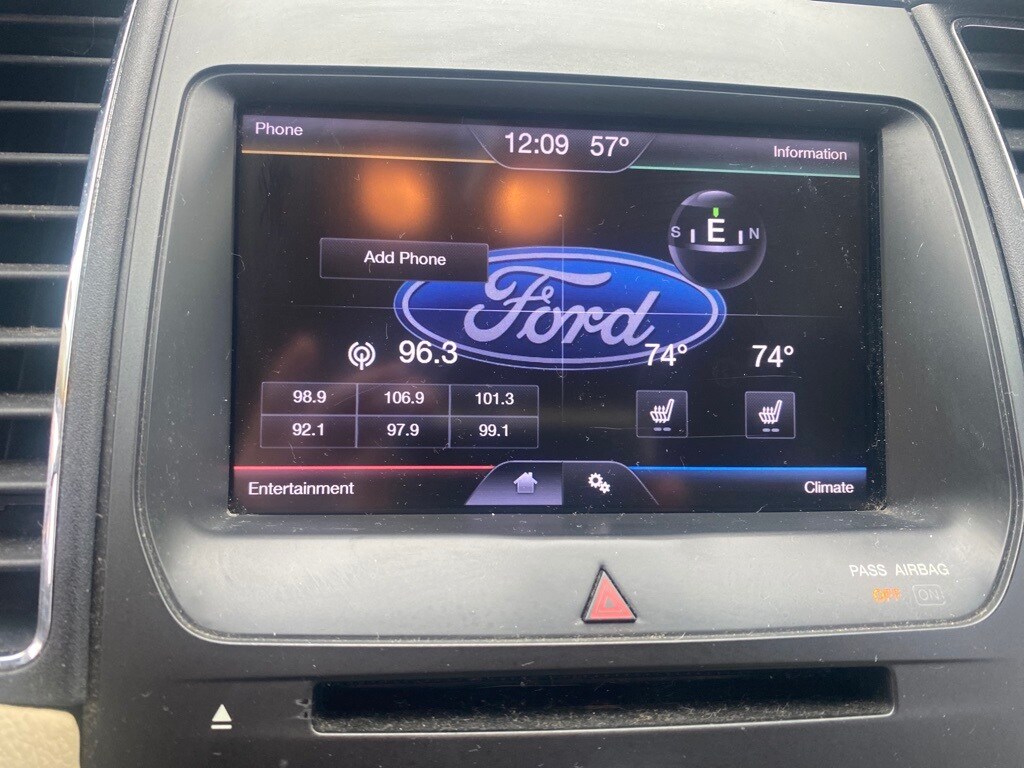 Phone
12:09 57°
Information
S E N
Add Phone
Ford
96.3
74° 74°
98.9 106.9 101.3
92.1 97.9 99.1
Entertainment
Climate
PASS AIRBAG
OFF ON